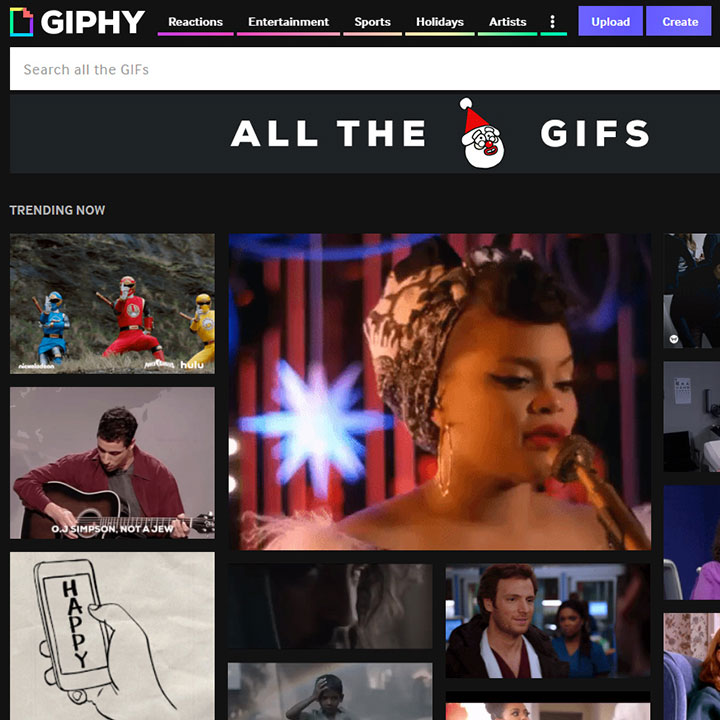 GIPHY
Reactions Entertainment Sports Holidays Artists
Upload Create
Search all the GIFs
ALL THE GIFS
TRENDING NOW
nickelodeon
hulu
O.J SIMPSON, NOT A JEW
HAPPY